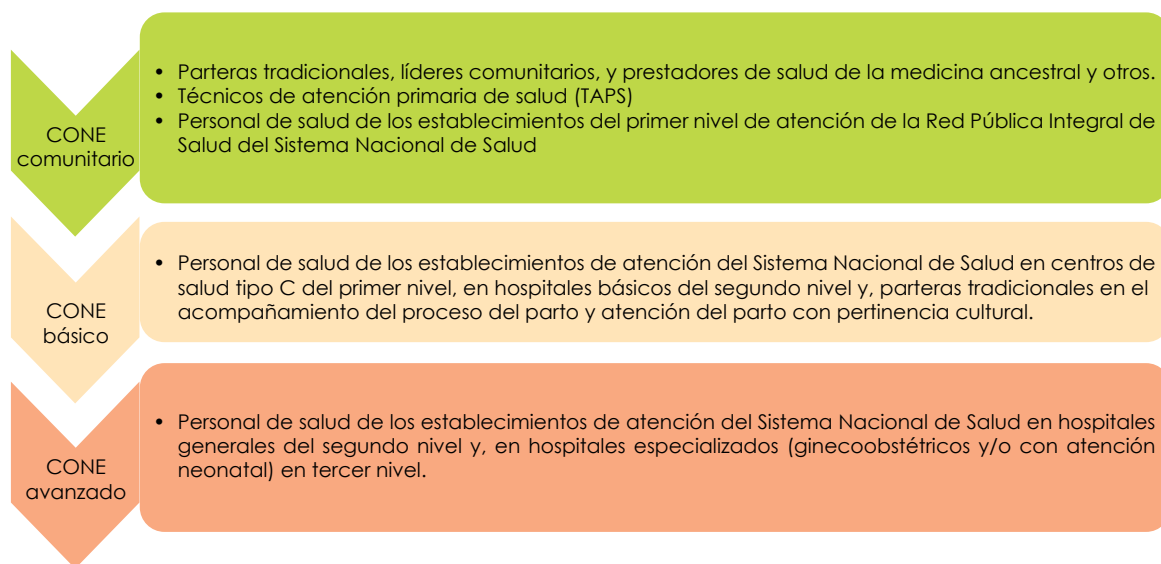 CONE
comunitario
• Parteras tradicionales, líderes comunitarios, y prestadores de salud de la medicina ancestral y otros.
• Técnicos de atención primaria de salud (TAPS)
• Personal de salud de los establecimientos del primer nivel de atención de la Red Pública Integral de
Salud del Sistema Nacional de Salud
CONE
básico
• Personal de salud de los establecimientos de atención del Sistema Nacional de Salud en centros de
salud tipo C del primer nivel, en hospitales básicos del segundo nivel y, parteras tradicionales en el
acompañamiento del proceso del parto y atención del parto con pertinencia cultural.
CONE
avanzado
• Personal de salud de los establecimientos de atención del Sistema Nacional de Salud en hospitales
generales del segundo nivel y, en hospitales especializados (ginecoobstétricos y/o con atención
neonatal) en tercer nivel.